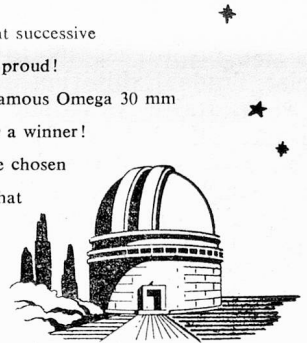 at successive
proud!
amous Omega 30 mm
a winner!
e chosen
hat